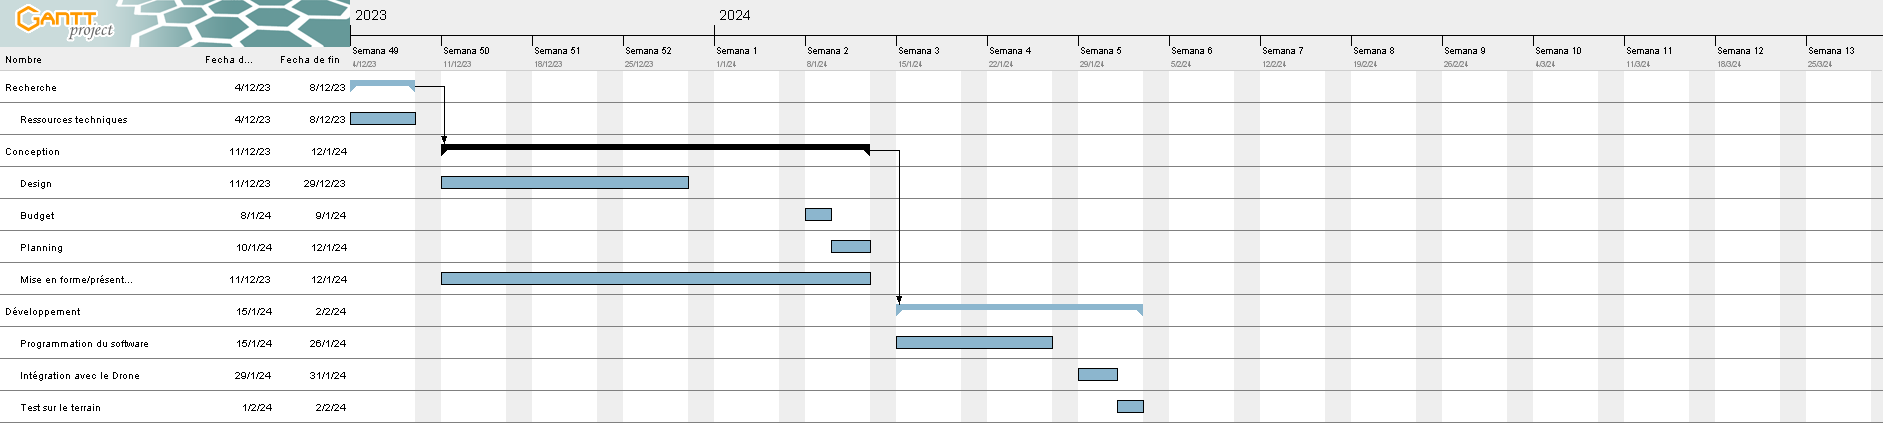 GANTT project
2023 2024
Semana 49 Semana 50 Semana 51 Semana 52 Semana 1 Semana 2 Semana 3 Semana 4 Semana 5 Semana 6 Semana 7 Semana 8 Semana 9 Semana 10 Semana 11 Semana 12 Semana 13
Nombre Fecha d... Fecha de fin 4/12/23 11/12/23 18/12/23 25/12/23 1/1/24 8/1/24 15/1/24 22/1/24 29/1/24 5/2/24 12/2/24 19/2/24 26/2/24 4/3/24 11/3/24 18/3/24 25/3/24
Recherche 4/12/23 8/12/23
Ressources techniques 4/12/23 8/12/23
Conception 11/12/23 12/1/24
Design 11/12/23 29/12/23
Budget 8/1/24 9/1/24
Planning 10/1/24 12/1/24
Mise en forme/présent... 11/12/23 12/1/24
Développement 15/1/24 2/2/24
Programmation du software 15/1/24 26/1/24
Intégration avec le Drone 29/1/24 31/1/24
Test sur le terrain 1/2/24 2/2/24